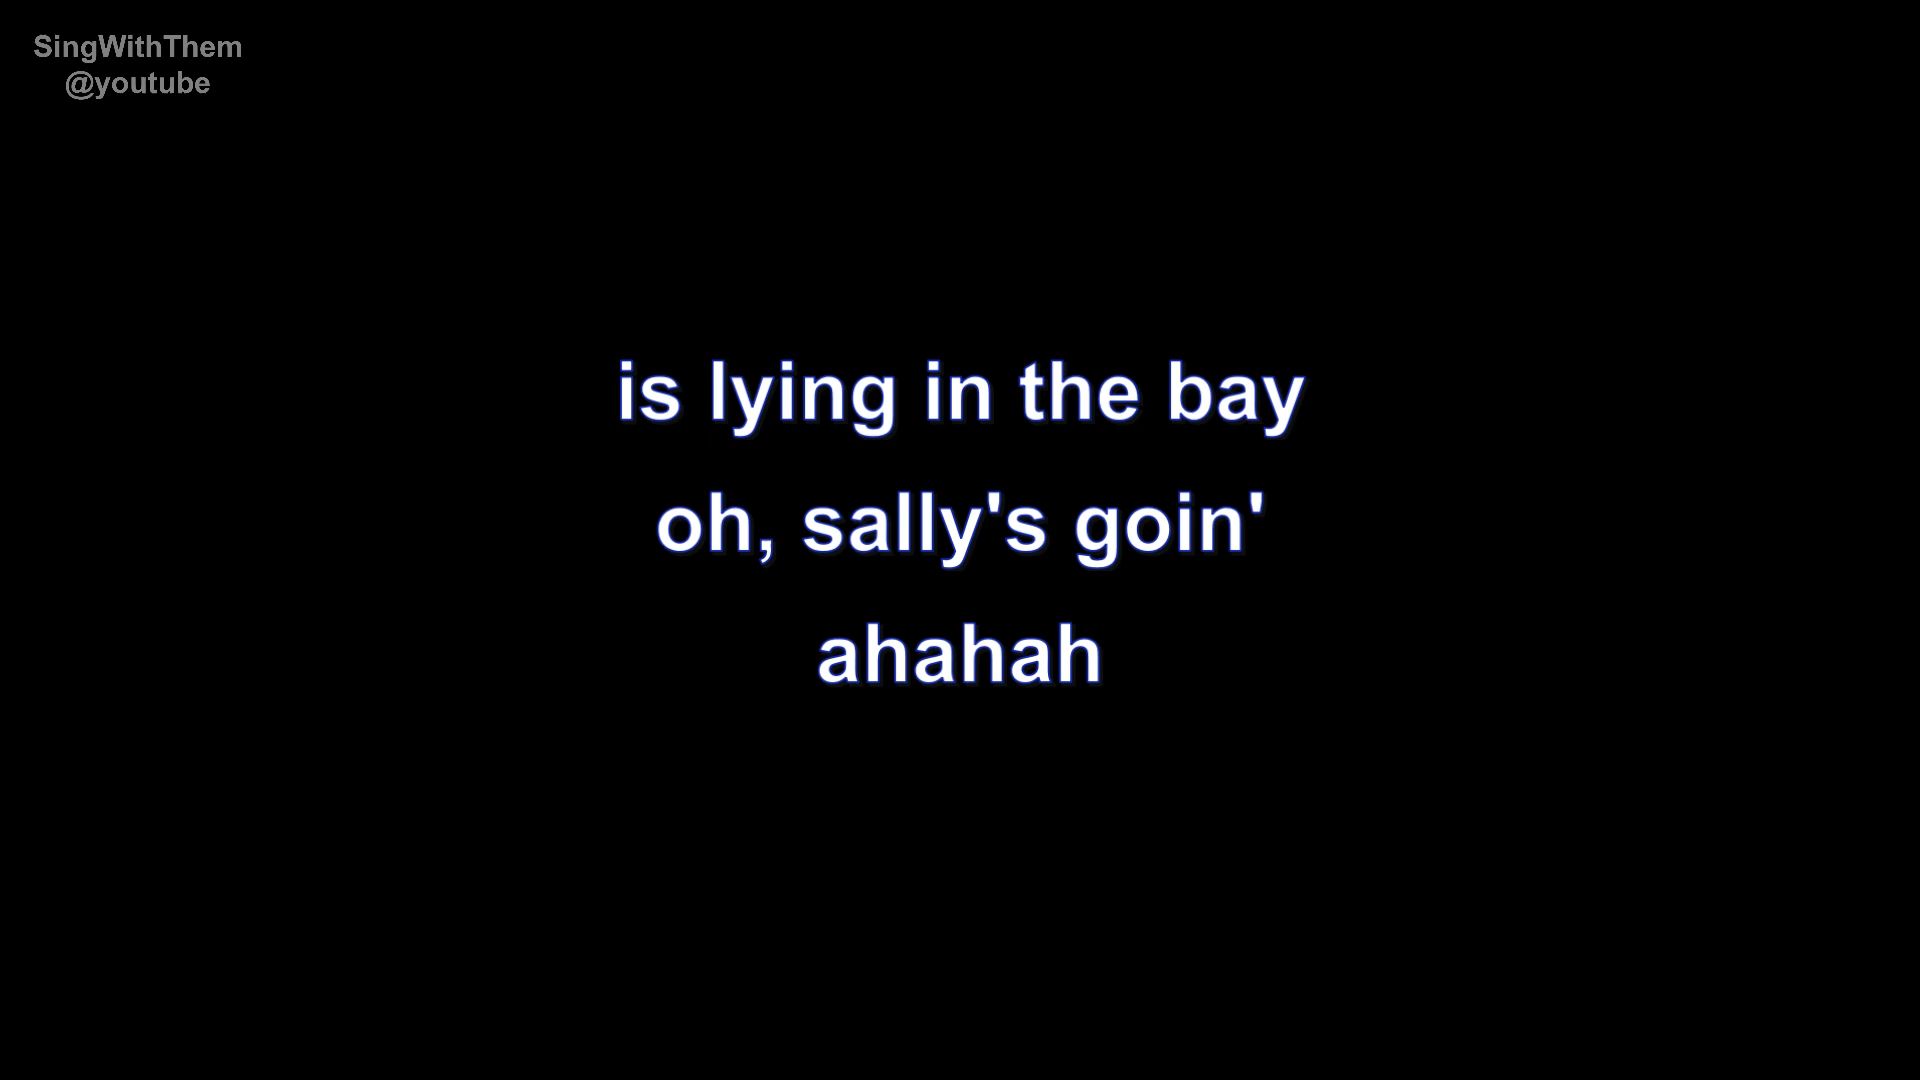 SingWithThem
@youtube
is lying in the bay
oh, sally's goin'
ahahah